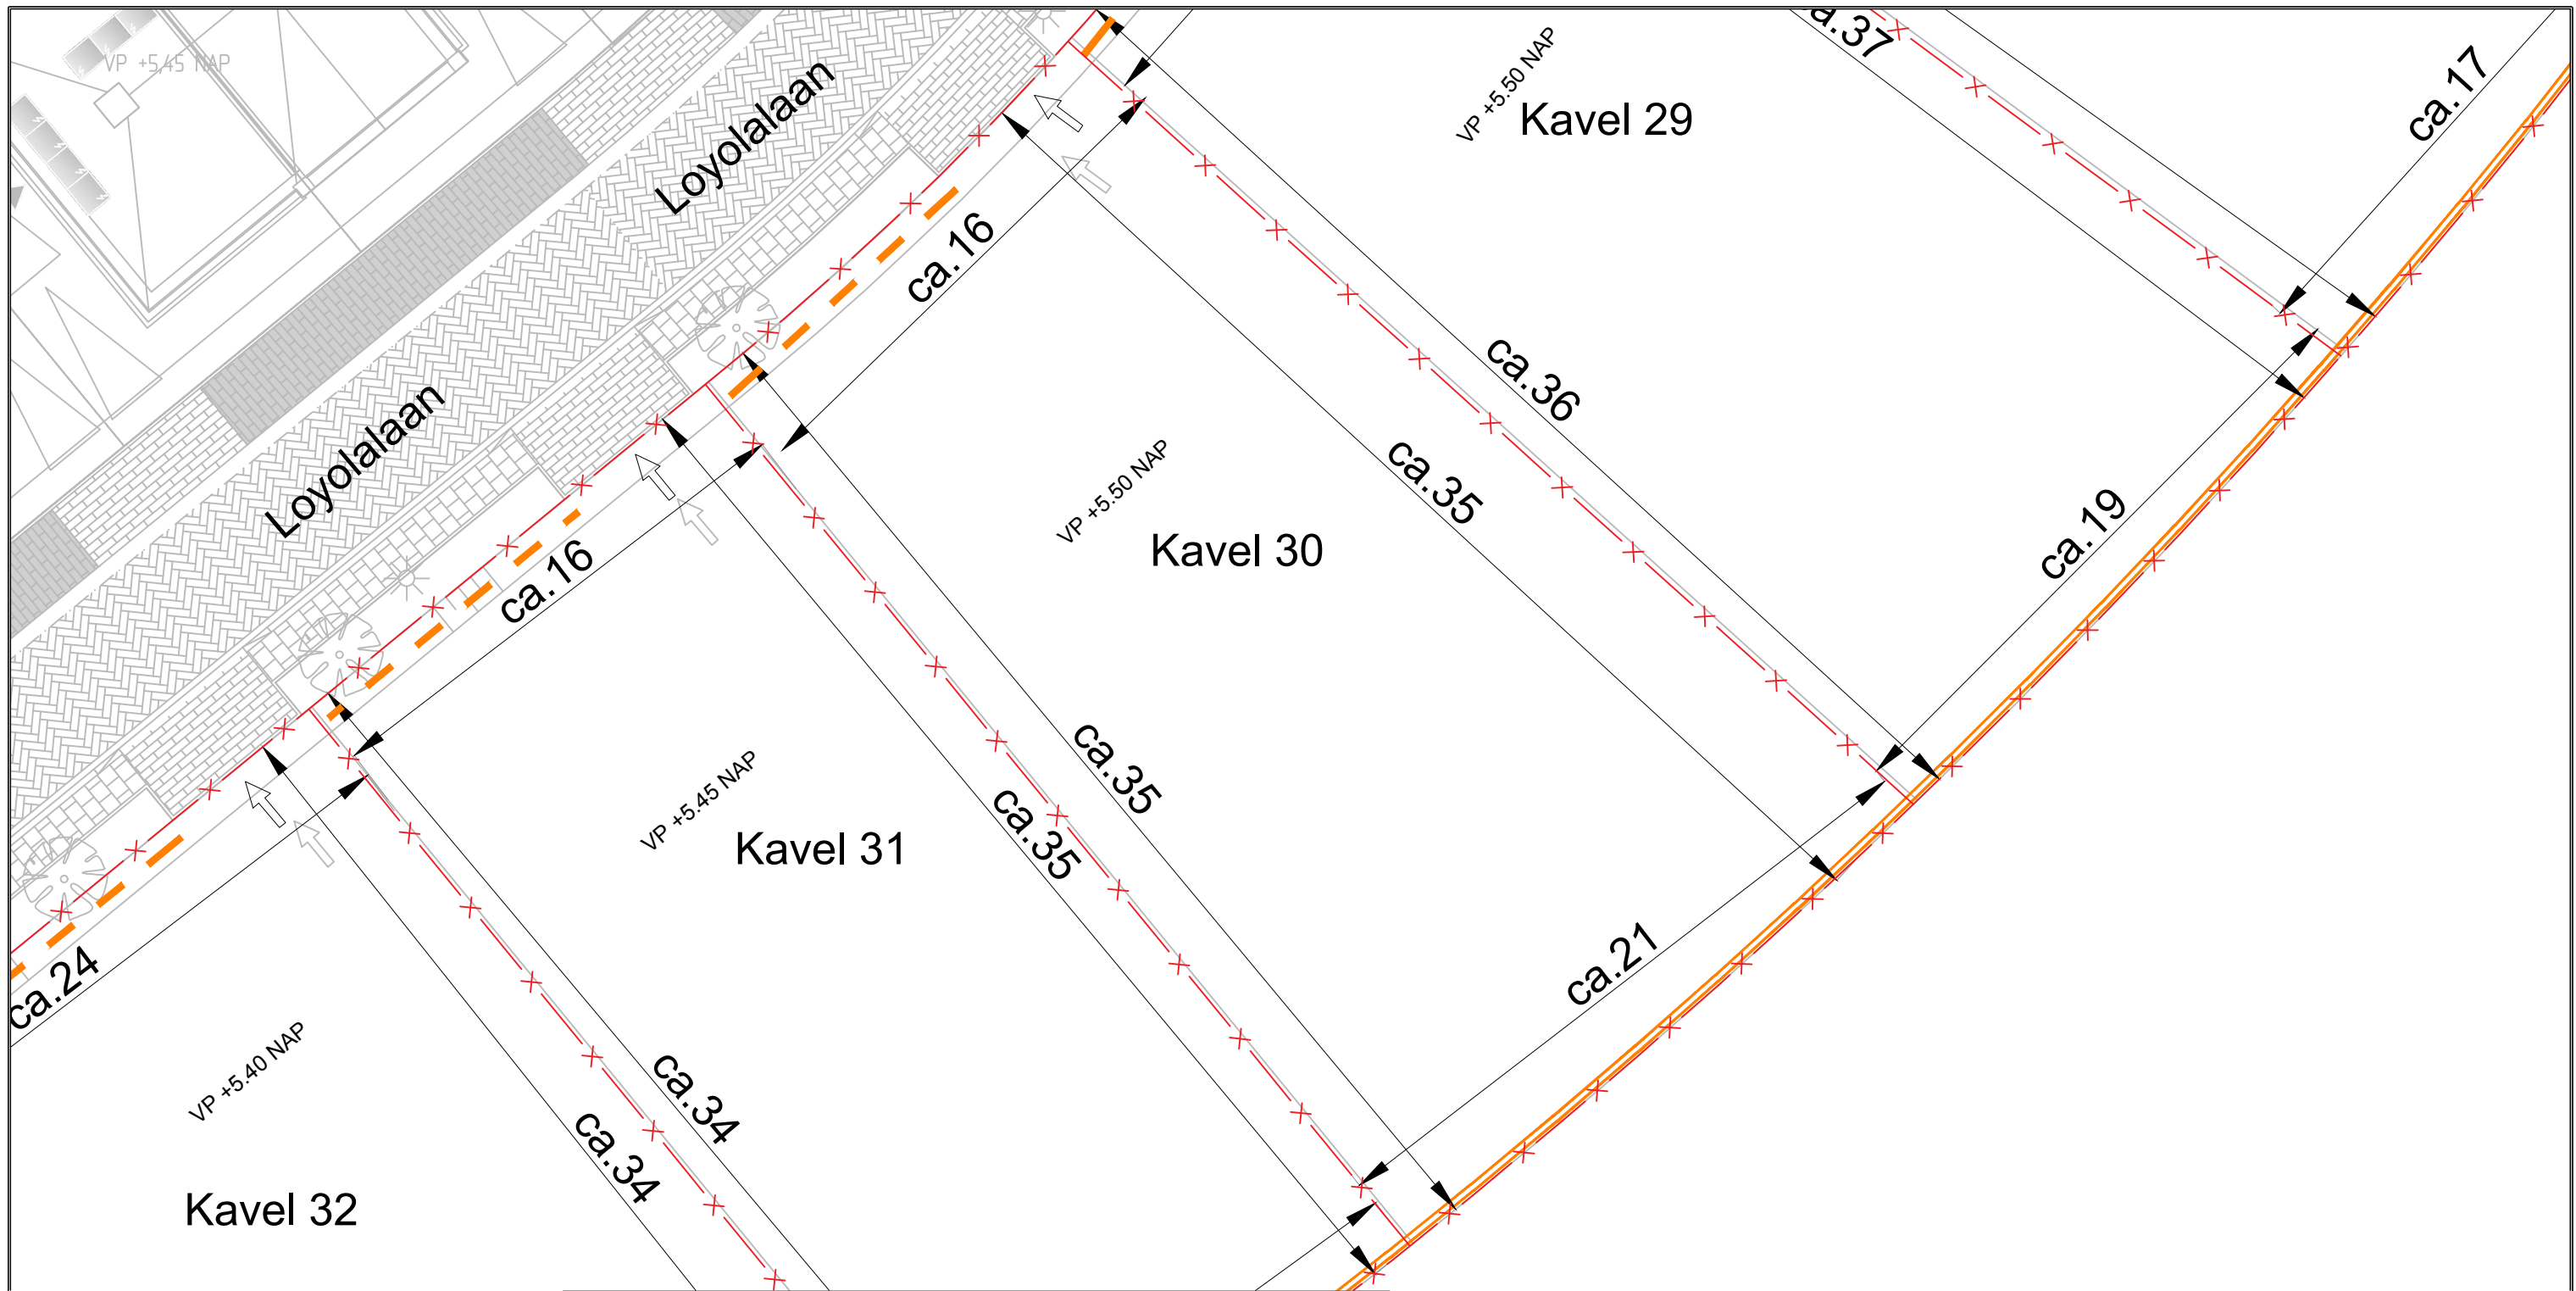 VP +5,45 NAP
Loyolalaan
Loyolalaan
VP +5.50 NAP
Kavel 29
ca.37
ca.17
ca.16
ca.36
ca.35
ca.19
VP +5.50 NAP
Kavel 30
ca.16
VP +5.45 NAP
Kavel 31
ca.35
ca.35
ca.21
ca.24
VP +5.40 NAP
Kavel 32
ca.34
ca.34